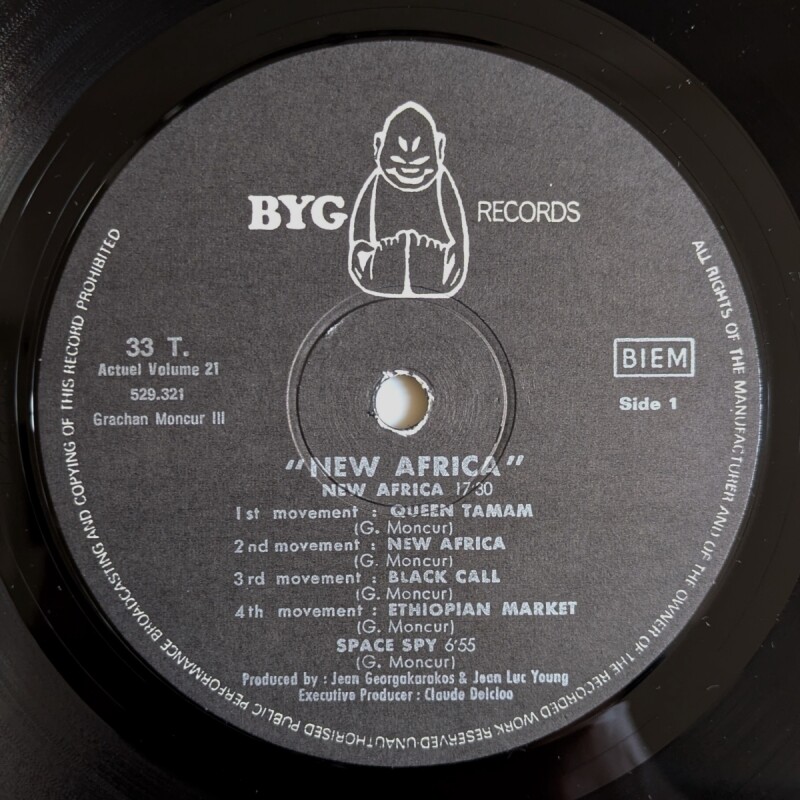 BYG RECORDS
33 T.
Actuel Volume 21
529.321
Grachan Moncur III
BIEM
Side 1
"NEW AFRICA"
NEW AFRICA 17'30
1st movement : QUEEN TAMAM
(G. Moncur)
2nd movement : NEW AFRICA
(G. Moncur)
3rd movement : BLACK CALL
(G. Moncur)
4th movement : ETHIOPIAN MARKET
(G. Moncur)
SPACE SPY 6'55
(G. Moncur)
Produced by : Jean Georgakarakos & Jean Luc Young
Executive Producer : Claude Delcloo
ALL RIGHTS OF THE MANUFACTURER AND OF THE OWNER OF THE RECORDED WORK RESERVED·UNAUTHORISED PUBLIC PERFORMANCE BROADCASTING AND COPYING OF THIS RECORD PROHIBITED